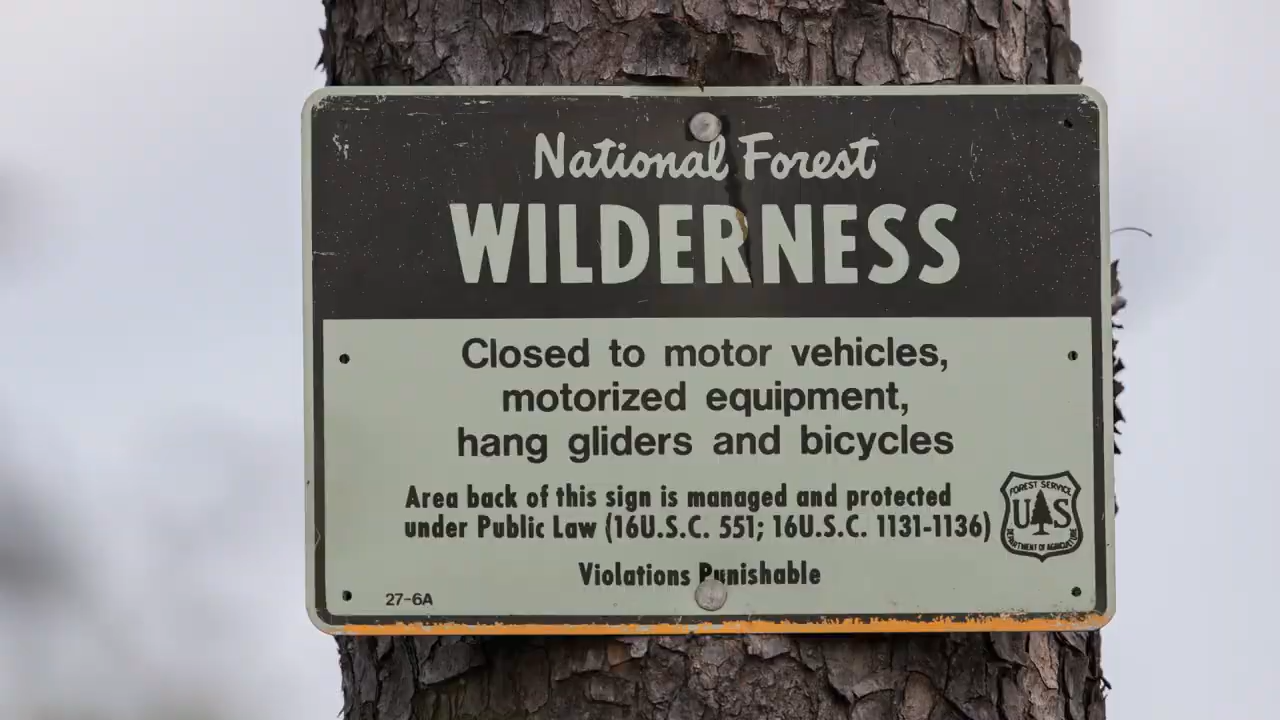 National Forest
WILDERNESS
Closed to motor vehicles,
motorized equipment,
hang gliders and bicycles
Area back of this sign is managed and protected
under Public Law (16U.S.C. 551; 16U.S.C. 1131-1136)
FOREST SERVICE
UAS
DEPARTMENT OF AGRICULTURE
Violations Punishable
27-6A